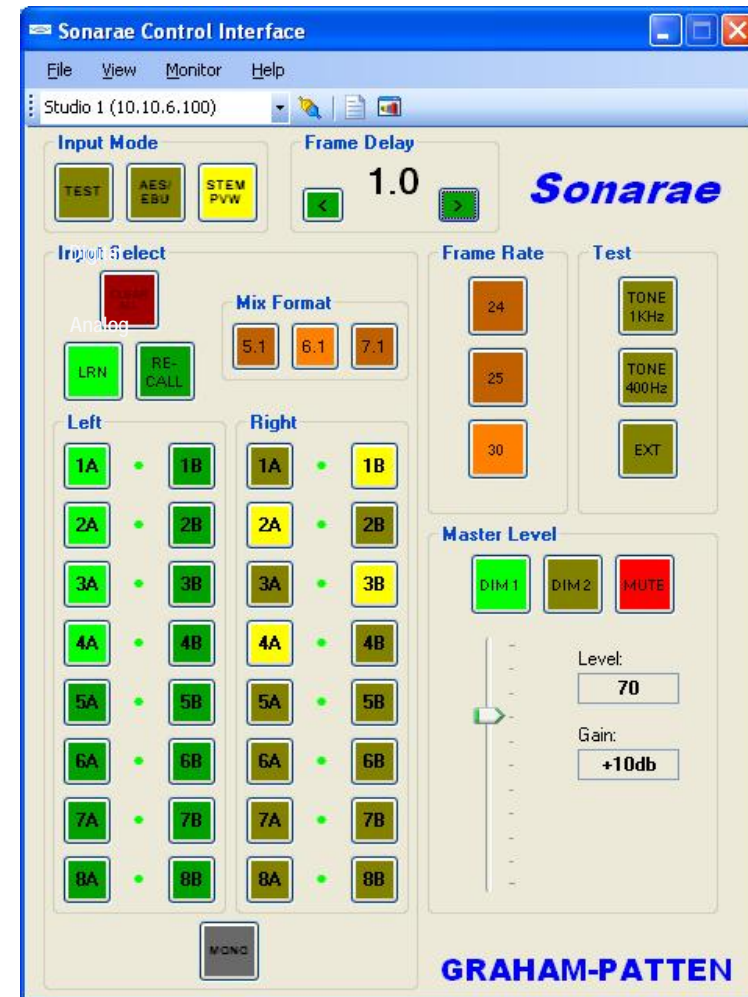 Sonarae Control Interface
File View Monitor Help
Studio 1 (10.10.6.100)
Input Mode
TEST
AES/
EBU
STEM
PVW
Frame Delay
< 1.0 >
Sonarae
Input Select
Digital
CLEAR
ALL
Analog
LRN
RE-
CALL
Mix Format
5.1 6.1 7.1
Frame Rate
24
25
30
Test
TONE
1KHz
TONE
400Hz
EXT
Left
1A 1B
2A 2B
3A 3B
4A 4B
5A 5B
6A 6B
7A 7B
8A 8B
Right
1A 1B
2A 2B
3A 3B
4A 4B
5A 5B
6A 6B
7A 7B
8A 8B
MONO
Master Level
DIM 1 DIM 2 MUTE
Level:
70
Gain:
+10db
GRAHAM-PATTEN